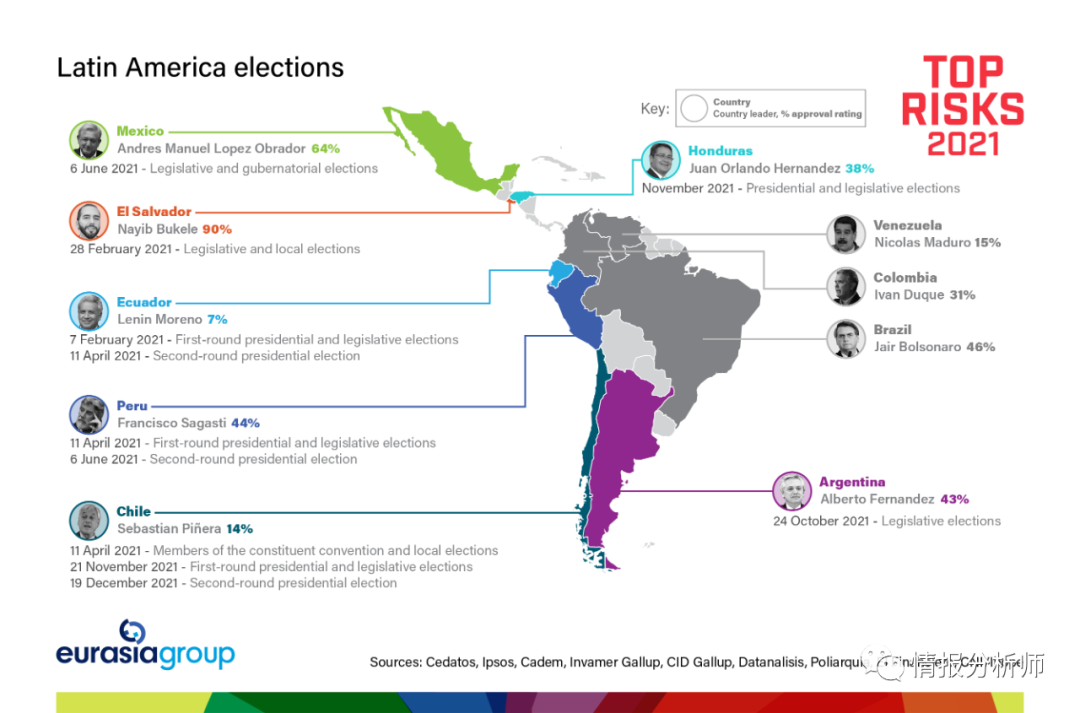 Latin America elections
TOP
RISKS
2021
Key:
Country
Country leader, % approval rating
Mexico
Andres Manuel Lopez Obrador 64%
6 June 2021 - Legislative and gubernatorial elections
El Salvador
Nayib Bukele 90%
28 February 2021 - Legislative and local elections
Ecuador
Lenin Moreno 7%
7 February 2021 - First-round presidential and legislative elections
11 April 2021 - Second-round presidential election
Peru
Francisco Sagasti 44%
11 April 2021 - First-round presidential and legislative elections
6 June 2021 - Second-round presidential election
Chile
Sebastian Piñera 14%
11 April 2021 - Members of the constituent convention and local elections
21 November 2021 - First-round presidential and legislative elections
19 December 2021 - Second-round presidential election
Honduras
Juan Orlando Hernandez 38%
November 2021 - Presidential and legislative elections
Venezuela
Nicolas Maduro 15%
Colombia
Ivan Duque 31%
Brazil
Jair Bolsonaro 46%
Argentina
Alberto Fernandez 43%
24 October 2021 - Legislative elections
eurasiagroup
Sources: Cedatos, Ipsos, Cadem, Invamer Gallup, CID Gallup, Datanalisis, Poliarquia,
情报分析师